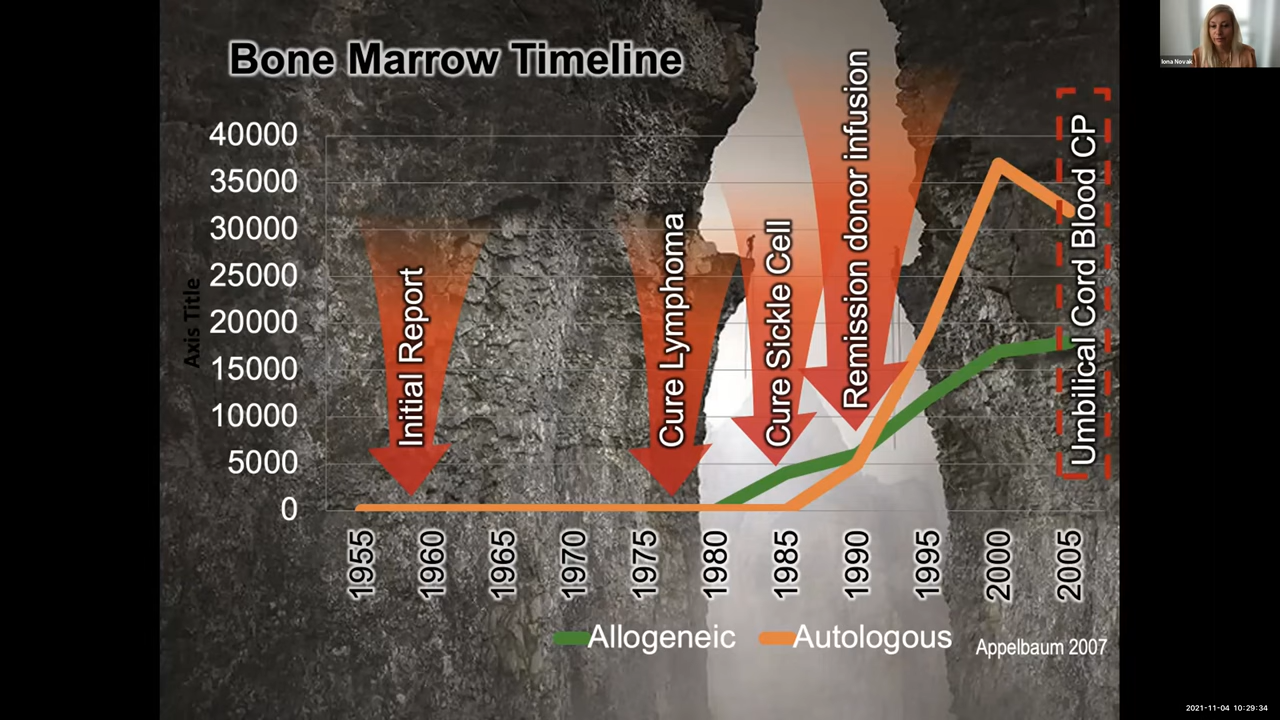 Bone Marrow Timeline
Iona Novak
Axis Title
40000
35000
30000
25000
20000
15000
10000
5000
0
Initial Report
Cure Lymphoma
Cure Sickle Cell
Remission donor infusion
Umbilical Cord Blood CP
1955 1960 1965 1970 1975 1980 1985 1990 1995 2000 2005
Allogeneic Autologous
Appelbaum 2007
2021-11-04 10:29:34